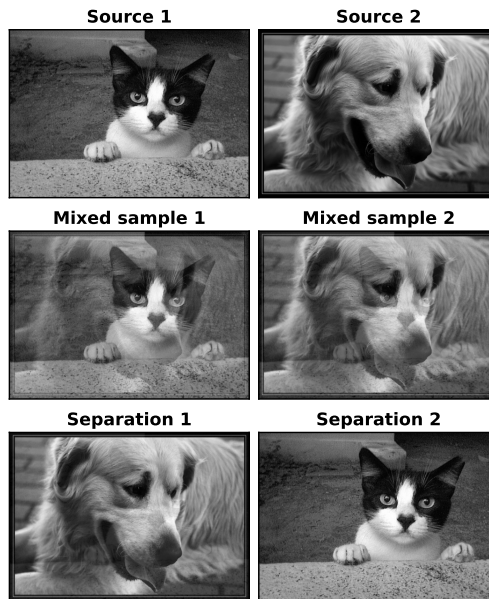 Source 1
Source 2
Mixed sample 1
Mixed sample 2
Separation 1
Separation 2